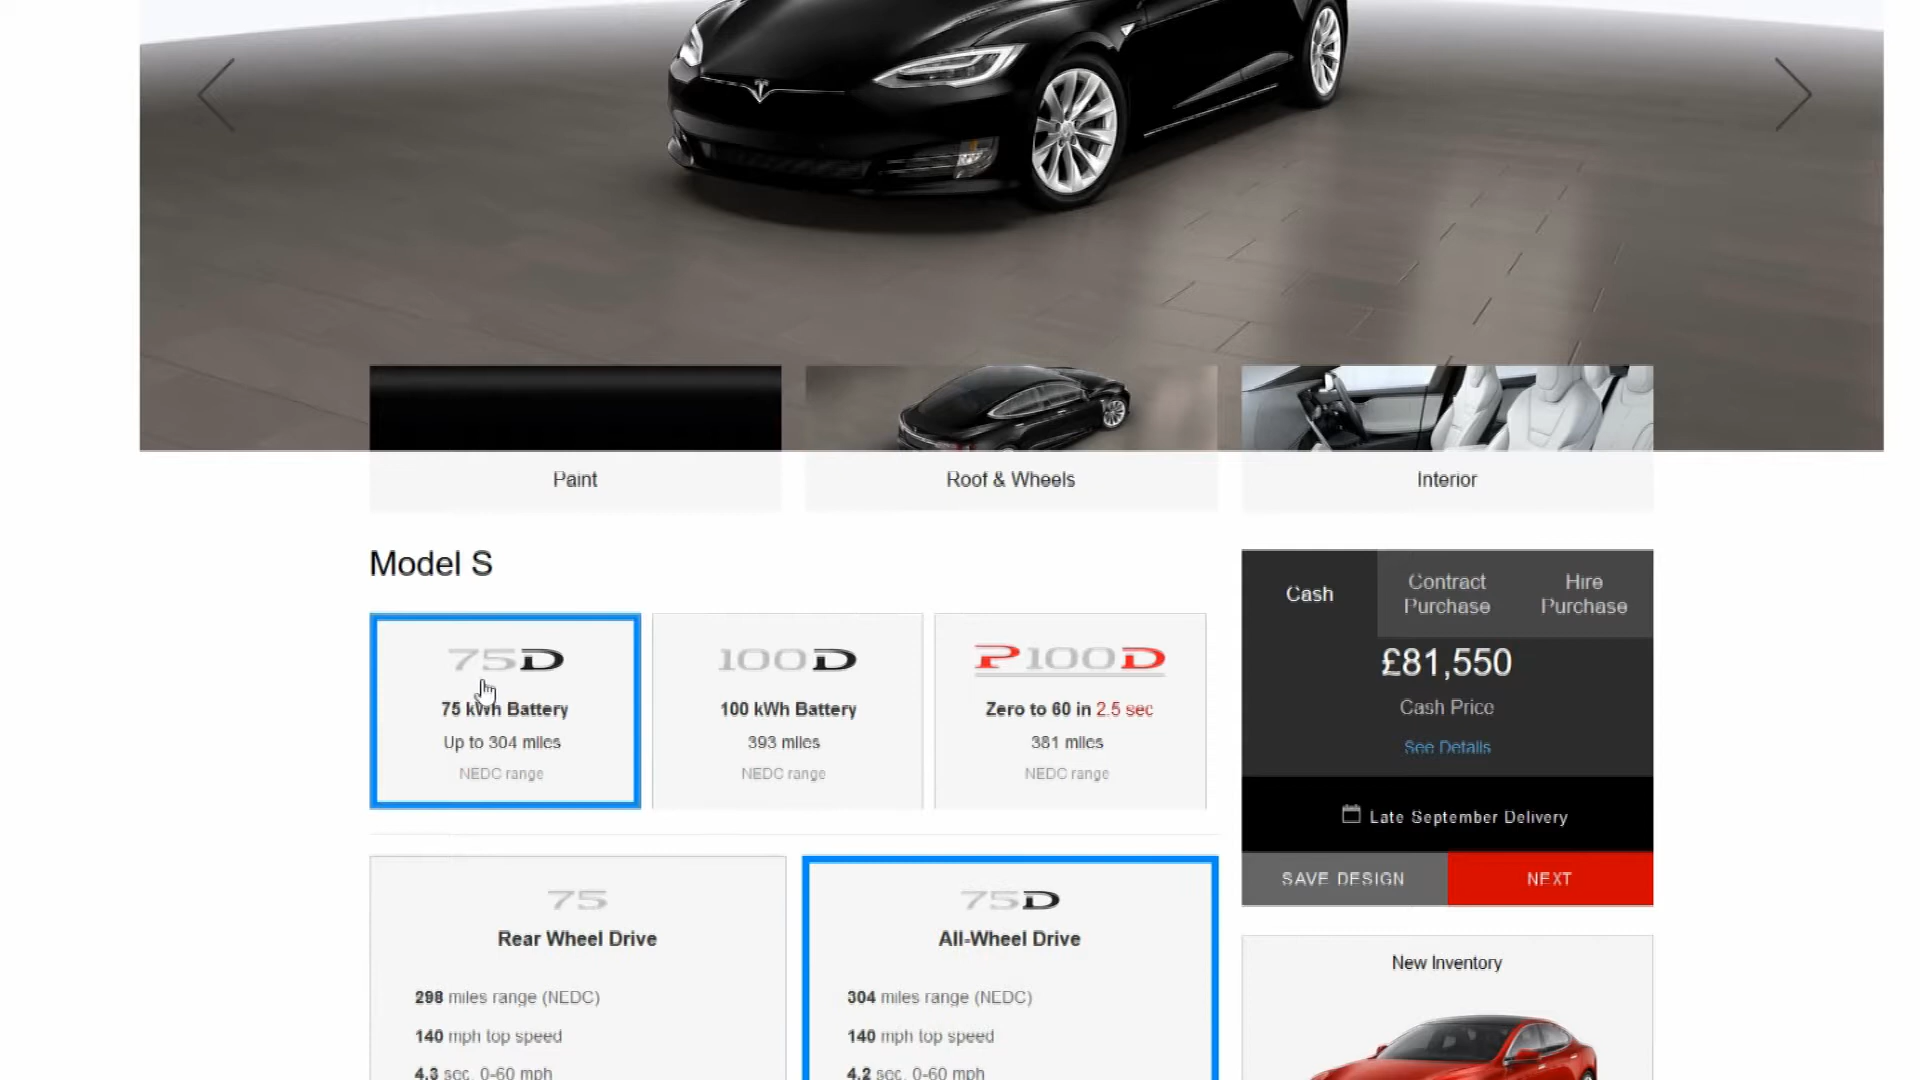 Paint
Roof & Wheels
Interior
Model S
75D
75 kWh Battery
Up to 304 miles
NEDC range
100D
100 kWh Battery
393 miles
NEDC range
P100D
Zero to 60 in 2.5 sec
381 miles
NEDC range
Cash
Contract
Purchase
Hire
Purchase
£81,550
Cash Price
See Details
Late September Delivery
SAVE DESIGN
NEXT
75
Rear Wheel Drive
298 miles range (NEDC)
140 mph top speed
4.3 sec. 0-60 mph
75D
All-Wheel Drive
304 miles range (NEDC)
140 mph top speed
4.2 sec. 0-60 mph
New Inventory